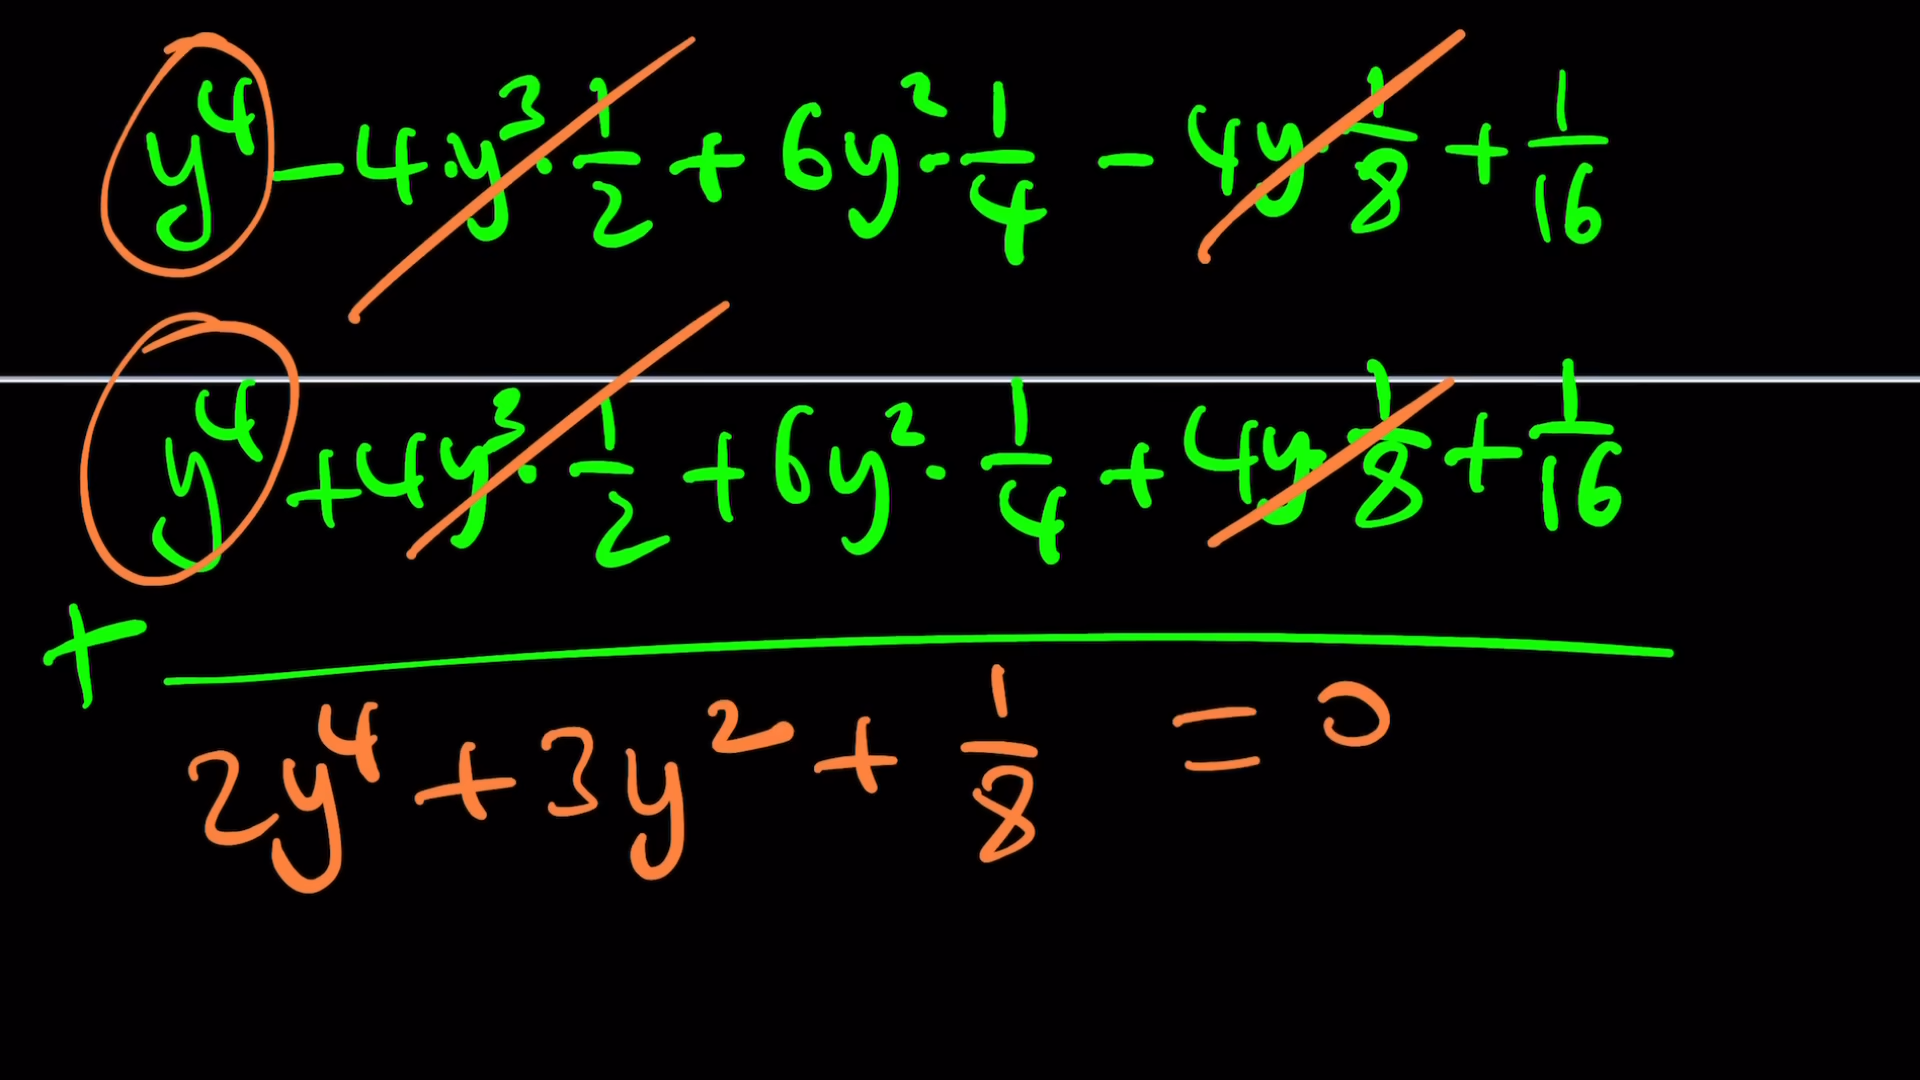 y⁴ - 4·y³·1/2 + 6y²·1/4 - 4y·1/8 + 1/16
y⁴ + 4y³·1/2 + 6y²·1/4 + 4y·1/8 + 1/16
+
2y⁴ + 3y² + 1/8 = 0